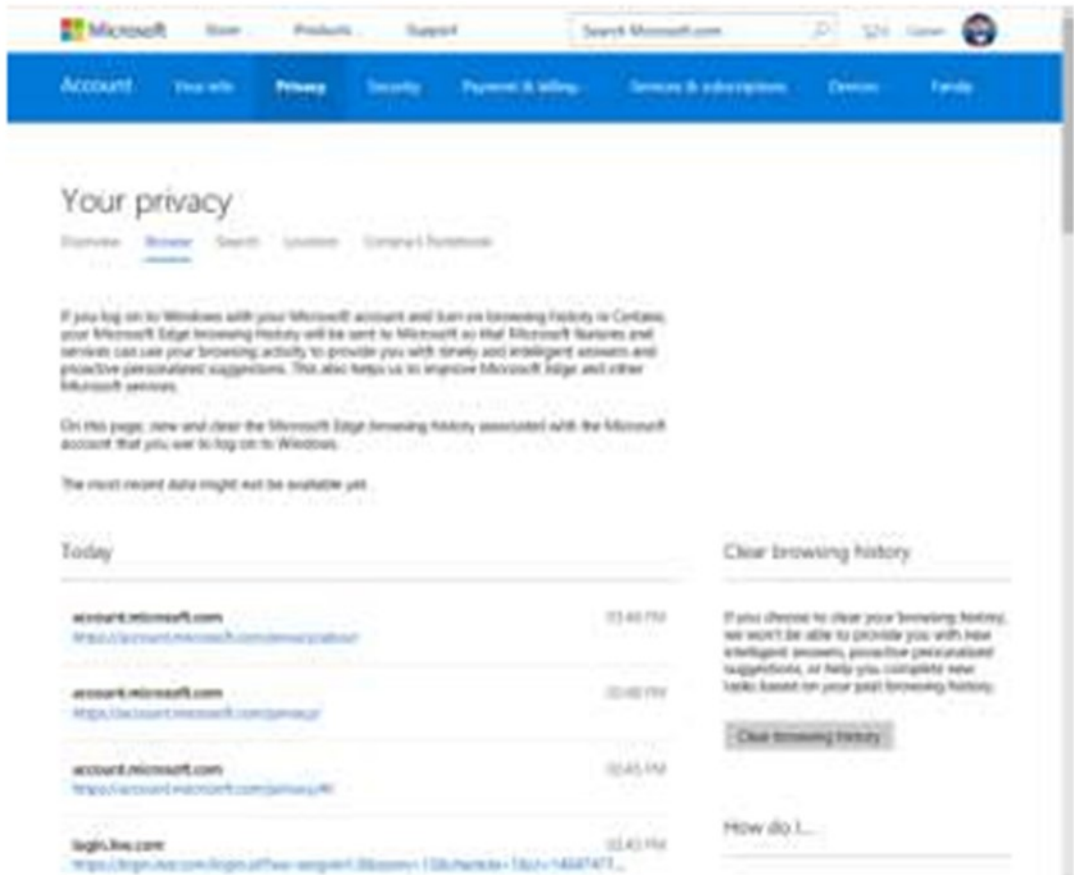 Microsoft Store Products Support Search Microsoft.com
Account Your info Privacy Security Payment & billing Services & subscriptions Devices Family
Your privacy
Overview Browse Search Location Cortana's Notebook
If you log on to Windows with your Microsoft account and turn on browsing history in Cortana,
your Microsoft Edge browsing history will be sent to Microsoft so that Microsoft features and
services can use your browsing activity to provide you with timely and intelligent answers and
proactive personalized suggestions. This also helps us to improve Microsoft Edge and other
Microsoft services.
On this page, view and clear the Microsoft Edge browsing history associated with the Microsoft
account that you use to log on to Windows.
The most recent data might not be available yet.
Today
account.microsoft.com
account.microsoft.com
https://account.microsoft.com/privacy/
account.microsoft.com
login.live.com
Clear browsing history
If you choose to clear your browsing history,
we won't be able to provide you with new
intelligent answers, proactive personalized
suggestions, or help you complete new
tasks based on your past browsing history.
Clear browsing history
How do I...